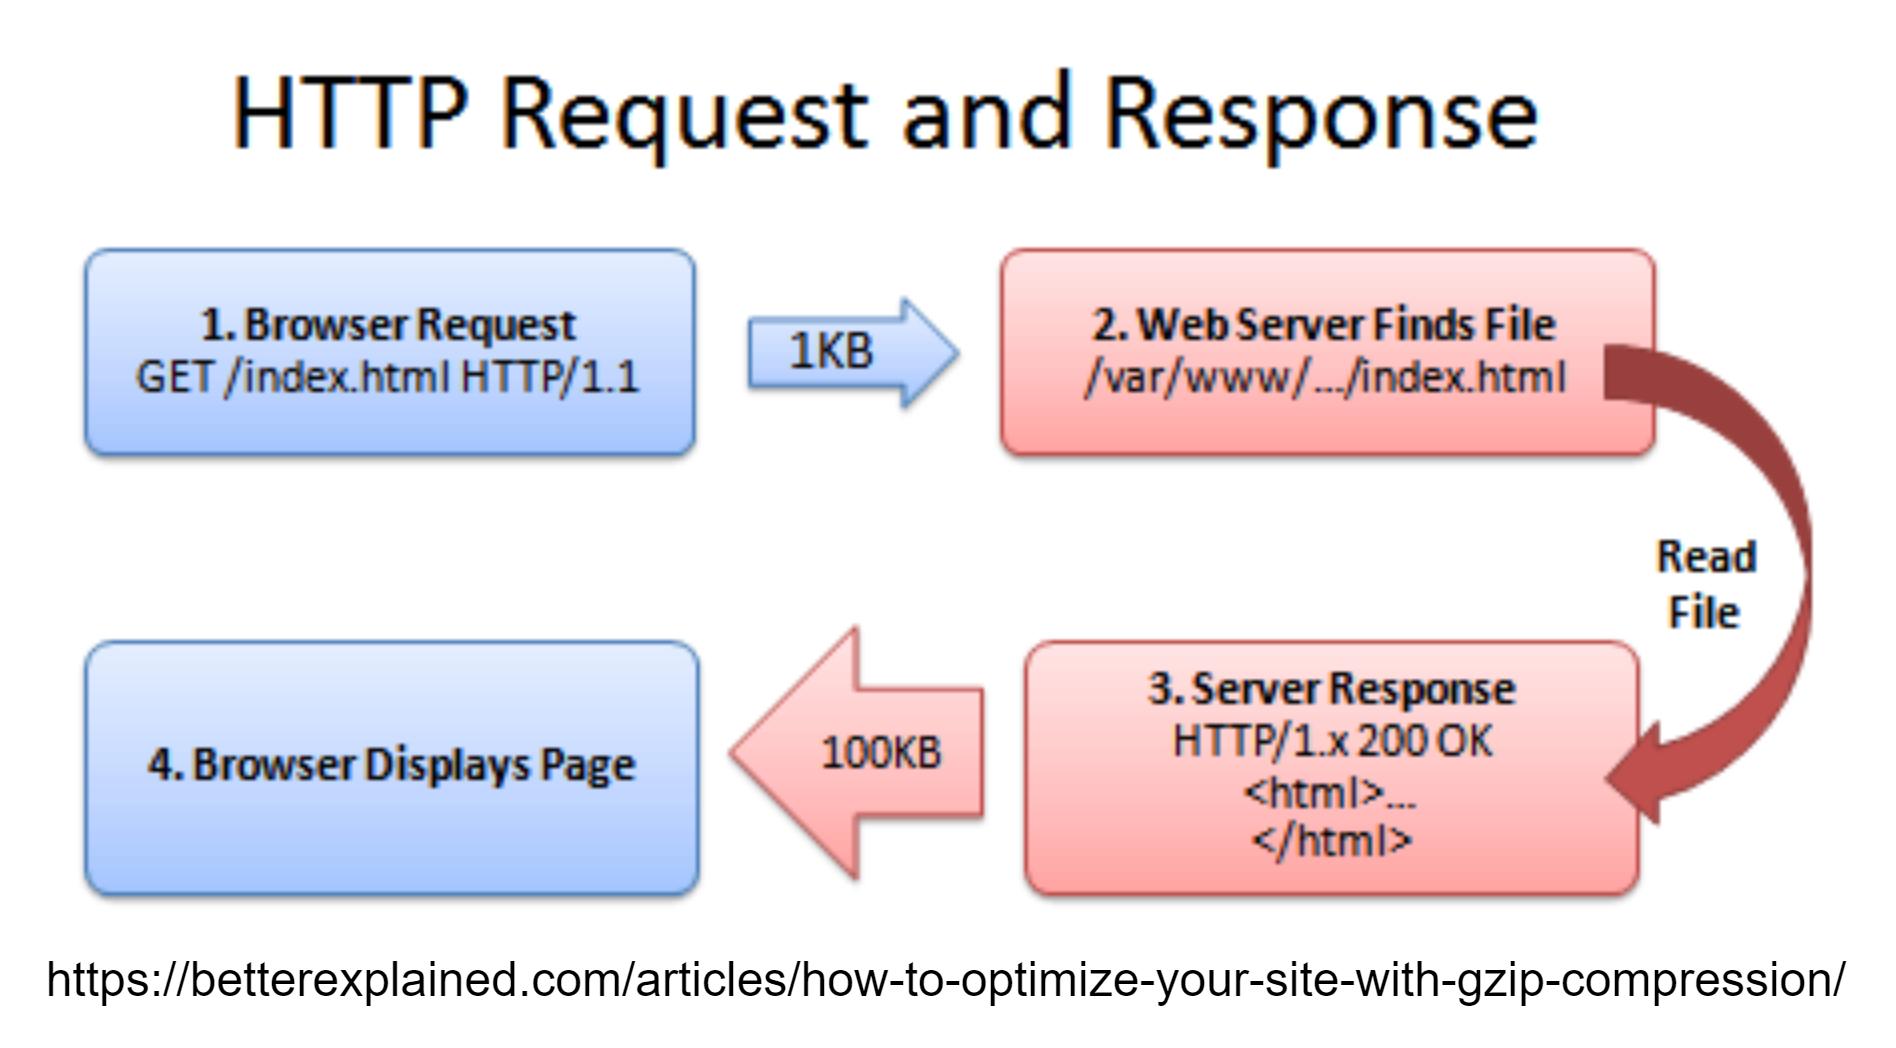 HTTP Request and Response
1. Browser Request
GET /index.html HTTP/1.1
1KB
2. Web Server Finds File
/var/www/.../index.html
Read
File
3. Server Response
HTTP/1.x 200 OK
<html>...
</html>
100KB
4. Browser Displays Page
https://betterexplained.com/articles/how-to-optimize-your-site-with-gzip-compression/